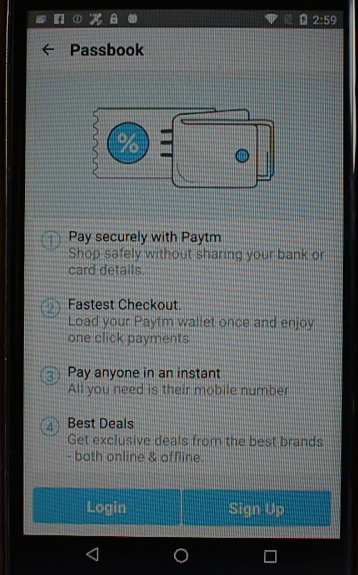 2:59
Passbook
%
1 Pay securely with Paytm
Shop safely without sharing your bank or
card details.
2 Fastest Checkout.
Load your Paytm wallet once and enjoy
one click payments
3 Pay anyone in an instant
All you need is their mobile number
4 Best Deals
Get exclusive deals from the best brands
- both online & offline.
Login
Sign Up